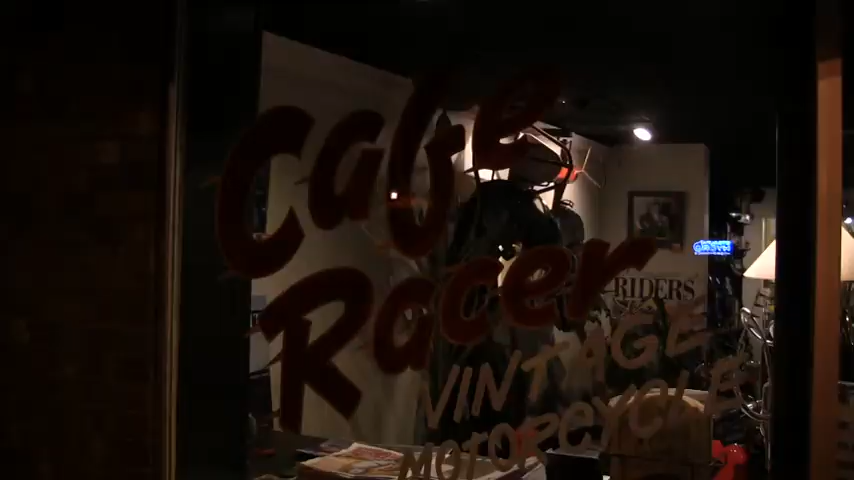 Cafe
Racer
VINTAGE
MOTORCYCLE
RIDERS